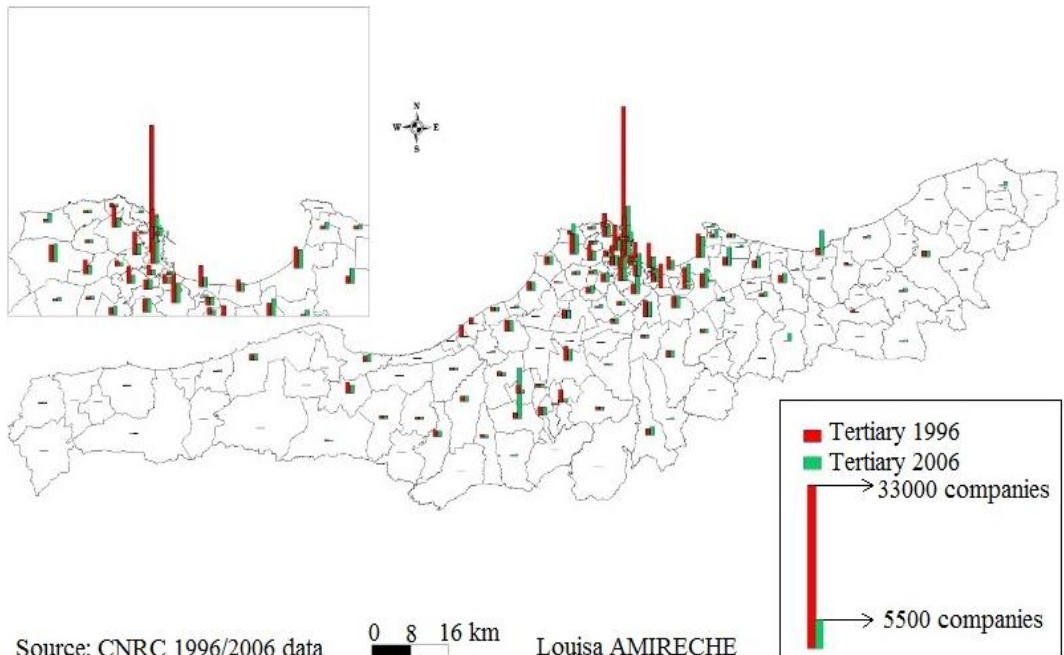 N
W E
S
Tertiary 1996
Tertiary 2006
33000 companies
5500 companies
Source: CNRC 1996/2006 data
0 8 16 km
Louisa AMIRECHE